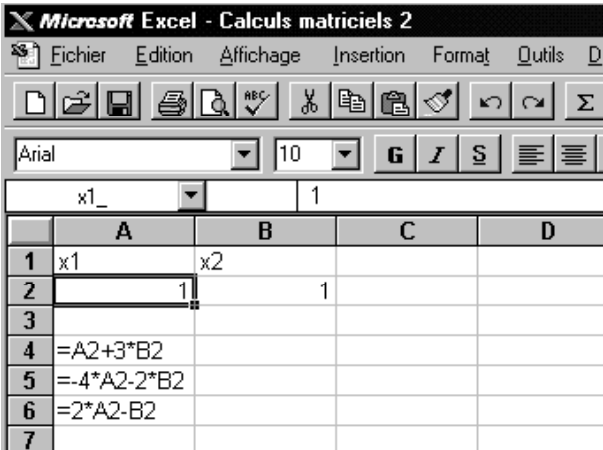 Microsoft Excel - Calculs matriciels 2
Fichier Edition Affichage Insertion Format Outils D
ABC Σ
Arial 10 G I S
x1_ 1
A B C D
1 x1 x2
2 1 1
3
4 =A2+3*B2
5 =-4*A2-2*B2
6 =2*A2-B2
7